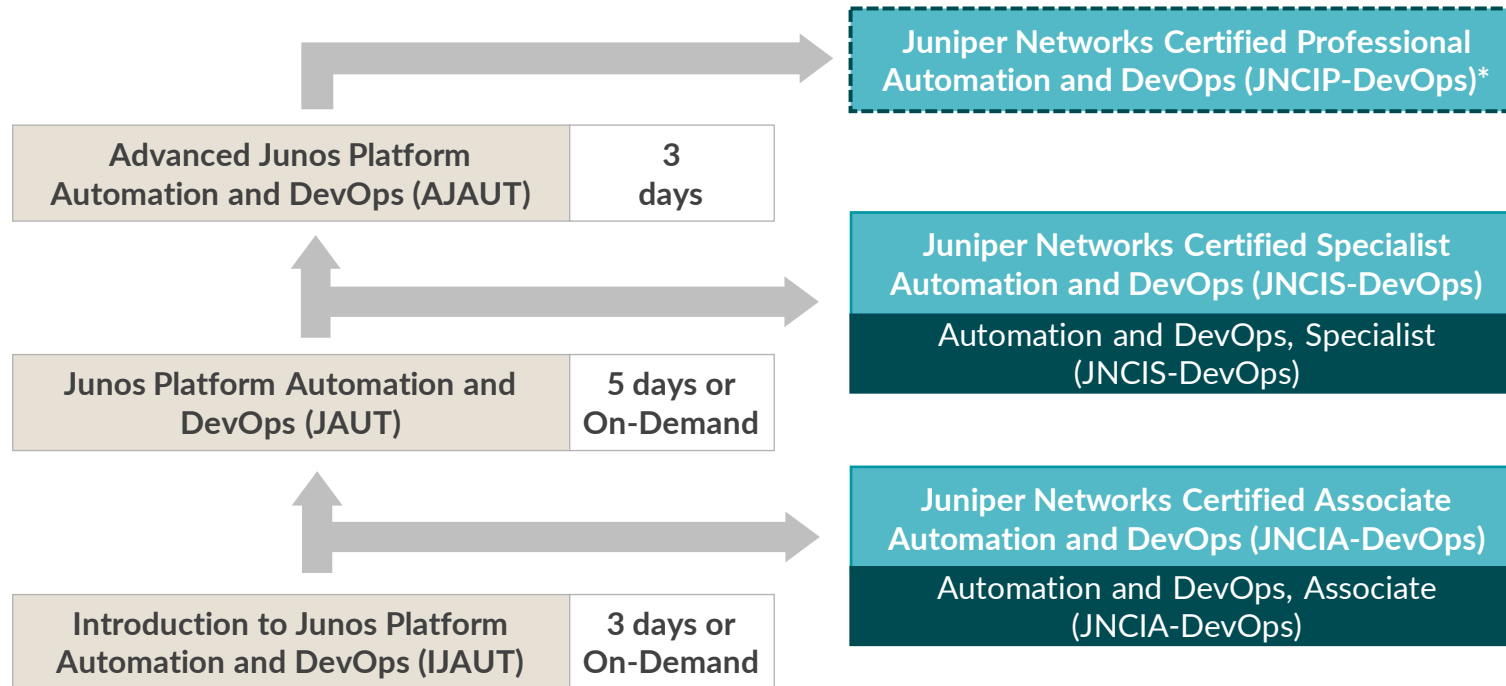 Juniper Networks Certified Professional
Automation and DevOps (JNCIP-DevOps)*
Advanced Junos Platform
Automation and DevOps (AJAUT)
3
days
Juniper Networks Certified Specialist
Automation and DevOps (JNCIS-DevOps)
Automation and DevOps, Specialist
(JNCIS-DevOps)
Junos Platform Automation and
DevOps (JAUT)
5 days or
On-Demand
Juniper Networks Certified Associate
Automation and DevOps (JNCIA-DevOps)
Automation and DevOps, Associate
(JNCIA-DevOps)
Introduction to Junos Platform
Automation and DevOps (IJAUT)
3 days or
On-Demand